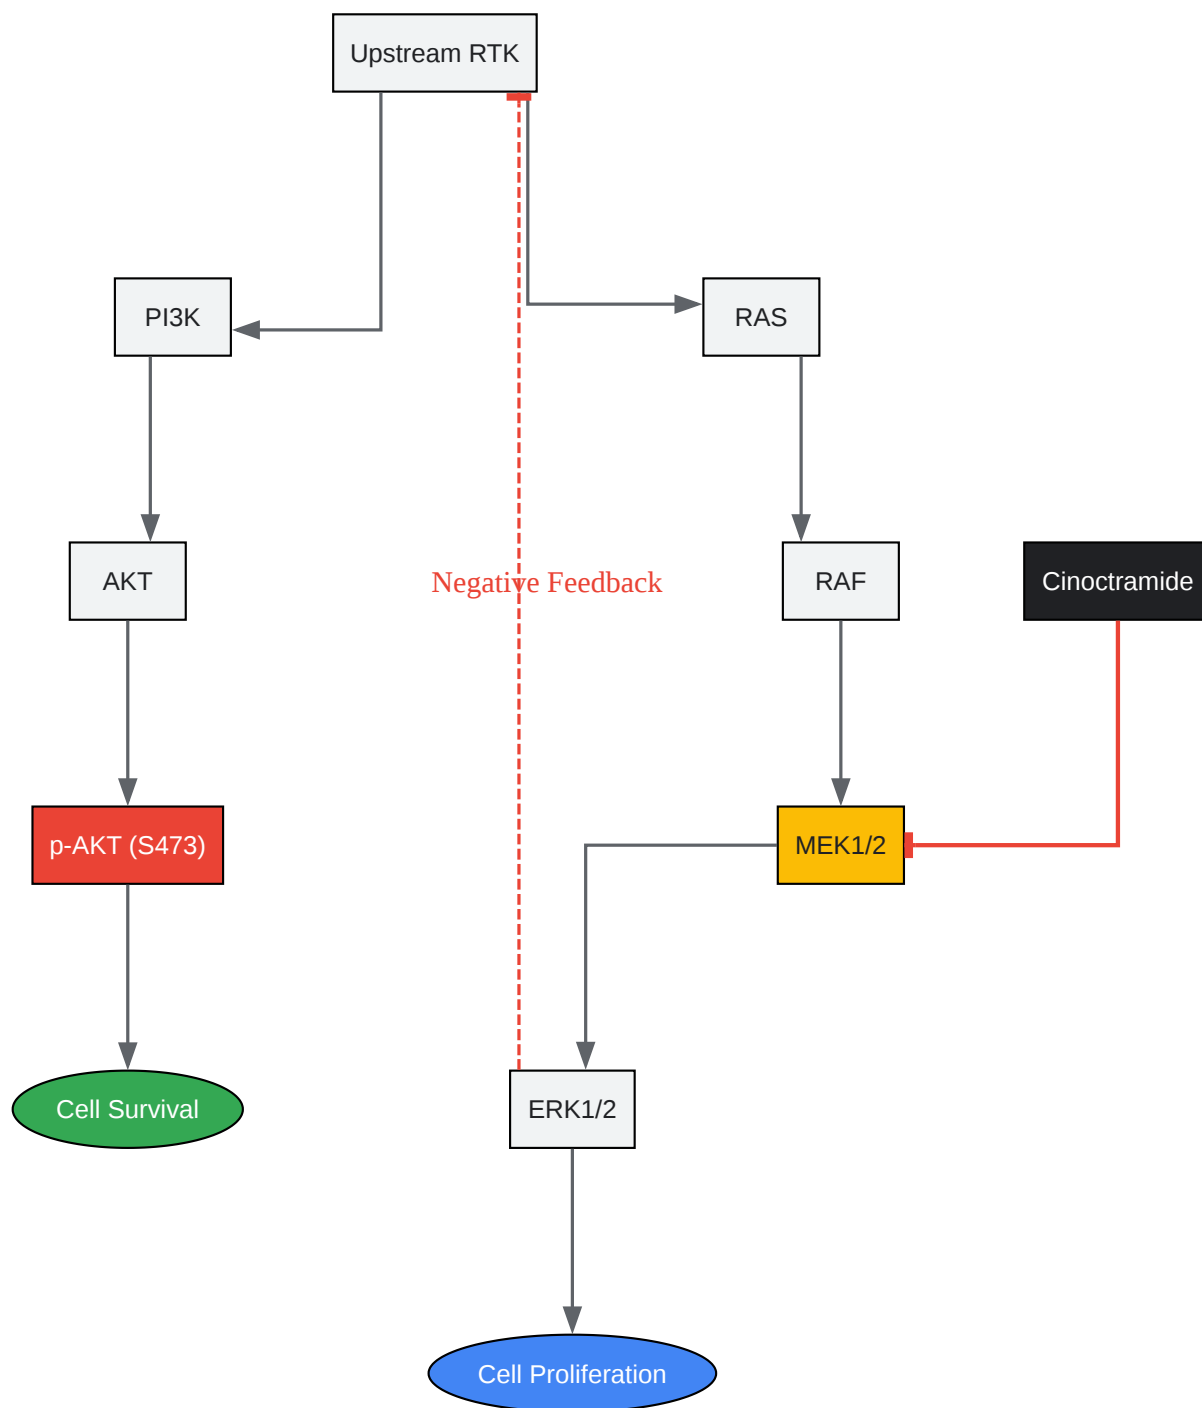 Upstream RTK
PI3K
RAS
AKT
Negative Feedback
RAF
Cinoctramide
p-AKT (S473)
MEK1/2
Cell Survival
ERK1/2
Cell Proliferation